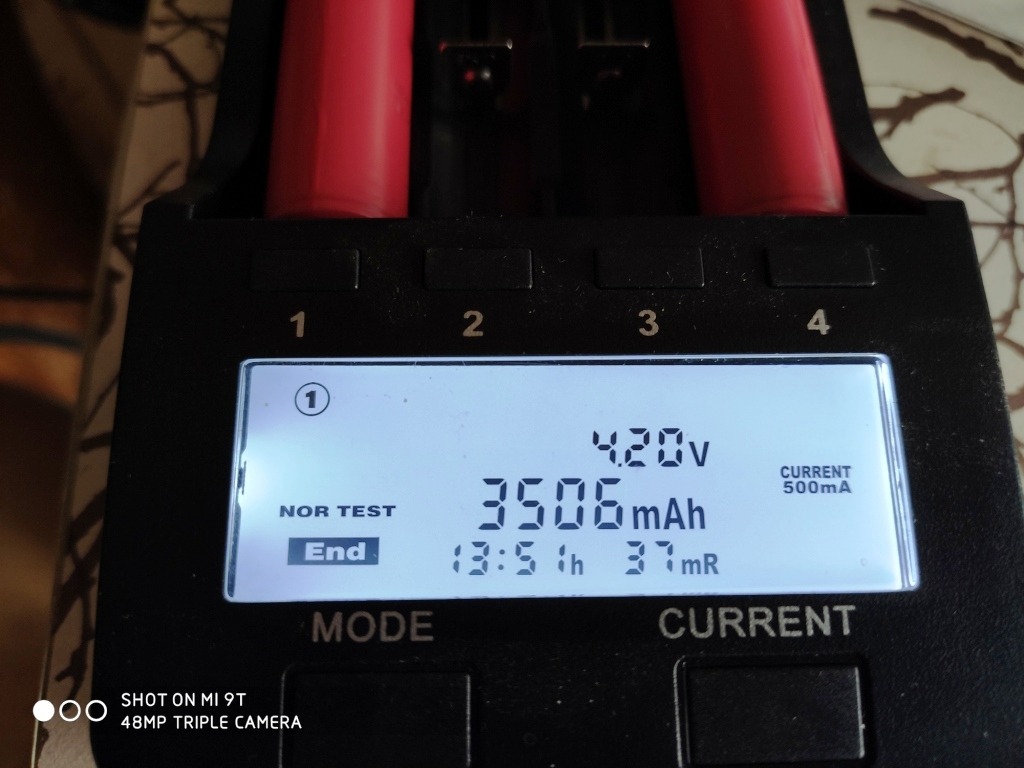 1 2 3 4
1
4.20V
CURRENT
500mA
3506mAh
NOR TEST
End
13:51h 37mR
MODE CURRENT
SHOT ON MI 9T
48MP TRIPLE CAMERA